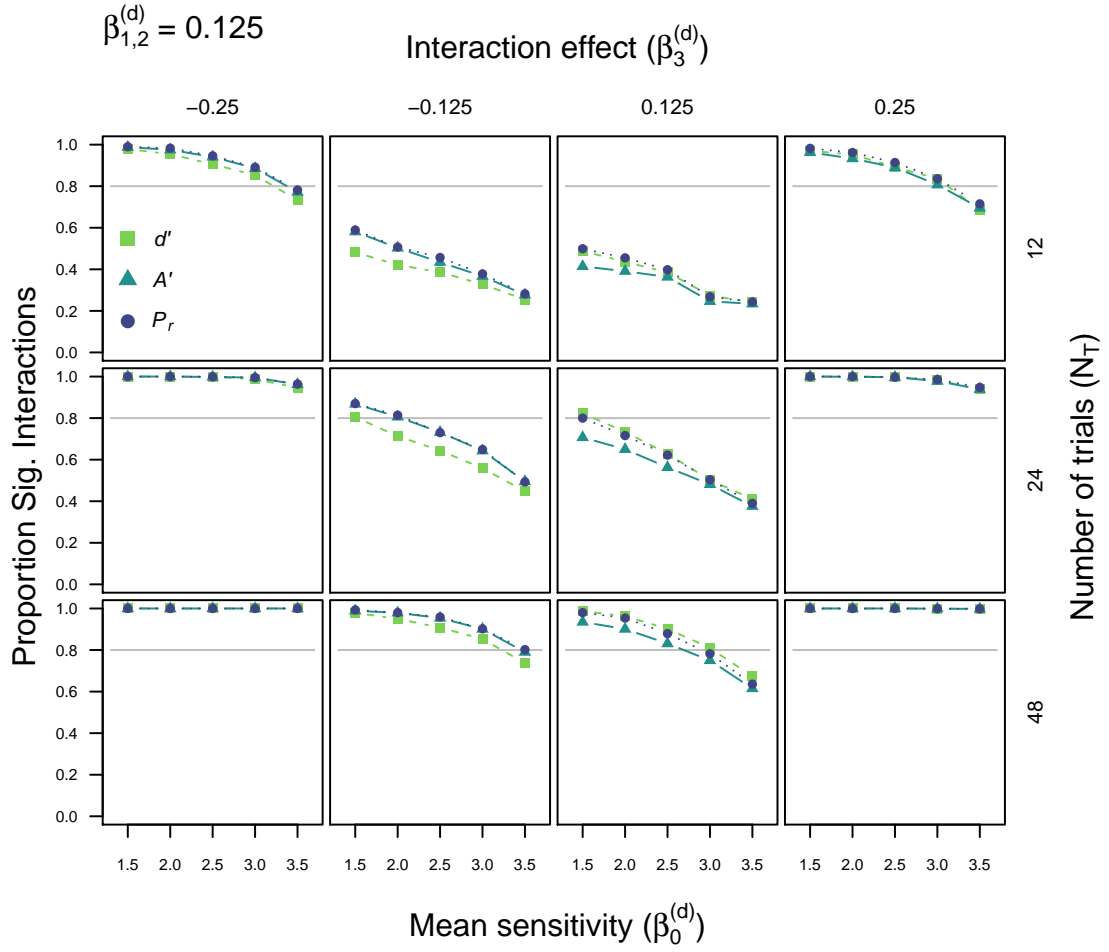 β₁,₂⁽ᵈ⁾ = 0.125
Interaction effect (β₃⁽ᵈ⁾)
−0.25 −0.125 0.125 0.25
1.0
0.8
0.6
0.4
0.2
0.0
d'
A'
Pᵣ
12
1.0
0.8
0.6
0.4
0.2
0.0
24
1.0
0.8
0.6
0.4
0.2
0.0
48
Proportion Sig. Interactions
Number of trials (N_T)
1.5 2.0 2.5 3.0 3.5 1.5 2.0 2.5 3.0 3.5 1.5 2.0 2.5 3.0 3.5 1.5 2.0 2.5 3.0 3.5
Mean sensitivity (β₀⁽ᵈ⁾)